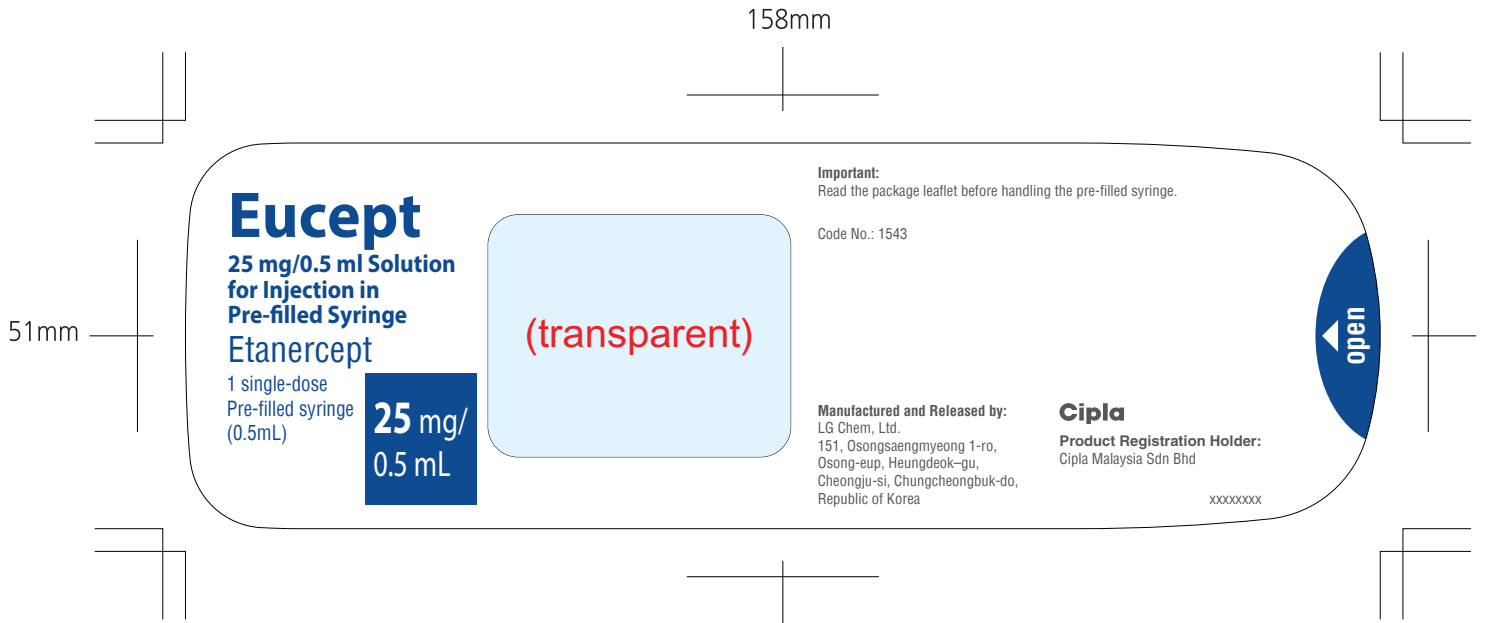 158mm
51mm
Eucept
25 mg/0.5 ml Solution
for Injection in
Pre-filled Syringe
Etanercept
1 single-dose
Pre-filled syringe
(0.5mL)
25 mg/
0.5 mL
(transparent)
Important:
Read the package leaflet before handling the pre-filled syringe.
Code No.: 1543
Manufactured and Released by:
LG Chem, Ltd.
151, Osongsaengmyeong 1-ro,
Osong-eup, Heungdeok–gu,
Cheongju-si, Chungcheongbuk-do,
Republic of Korea
Cipla
Product Registration Holder:
Cipla Malaysia Sdn Bhd
xxxxxxxx
open